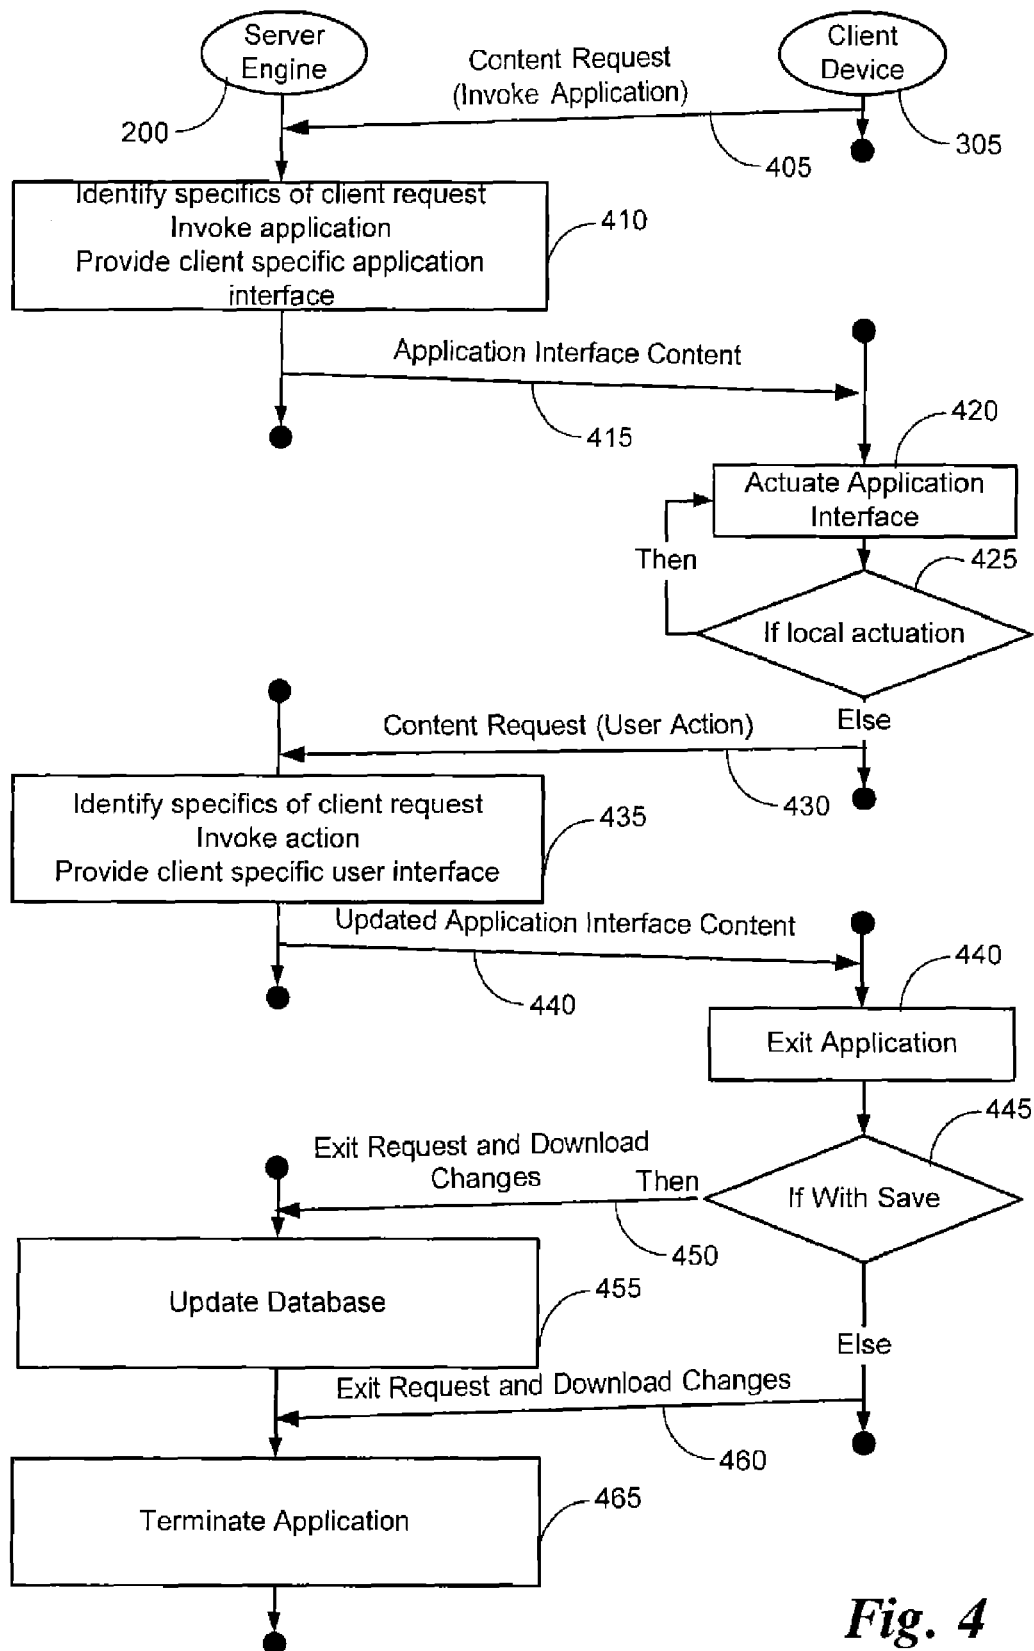 Server
Engine
Client
Device
Content Request
(Invoke Application)
200
405
305
Identify specifics of client request
Invoke application
Provide client specific application
interface
410
Application Interface Content
415
420
Actuate Application
Interface
Then
425
If local actuation
Else
Content Request (User Action)
430
Identify specifics of client request
Invoke action
Provide client specific user interface
435
Updated Application Interface Content
440
440
Exit Application
445
Exit Request and Download
Changes
Then
If With Save
450
Update Database
455
Else
Exit Request and Download Changes
460
Terminate Application
465
Fig. 4